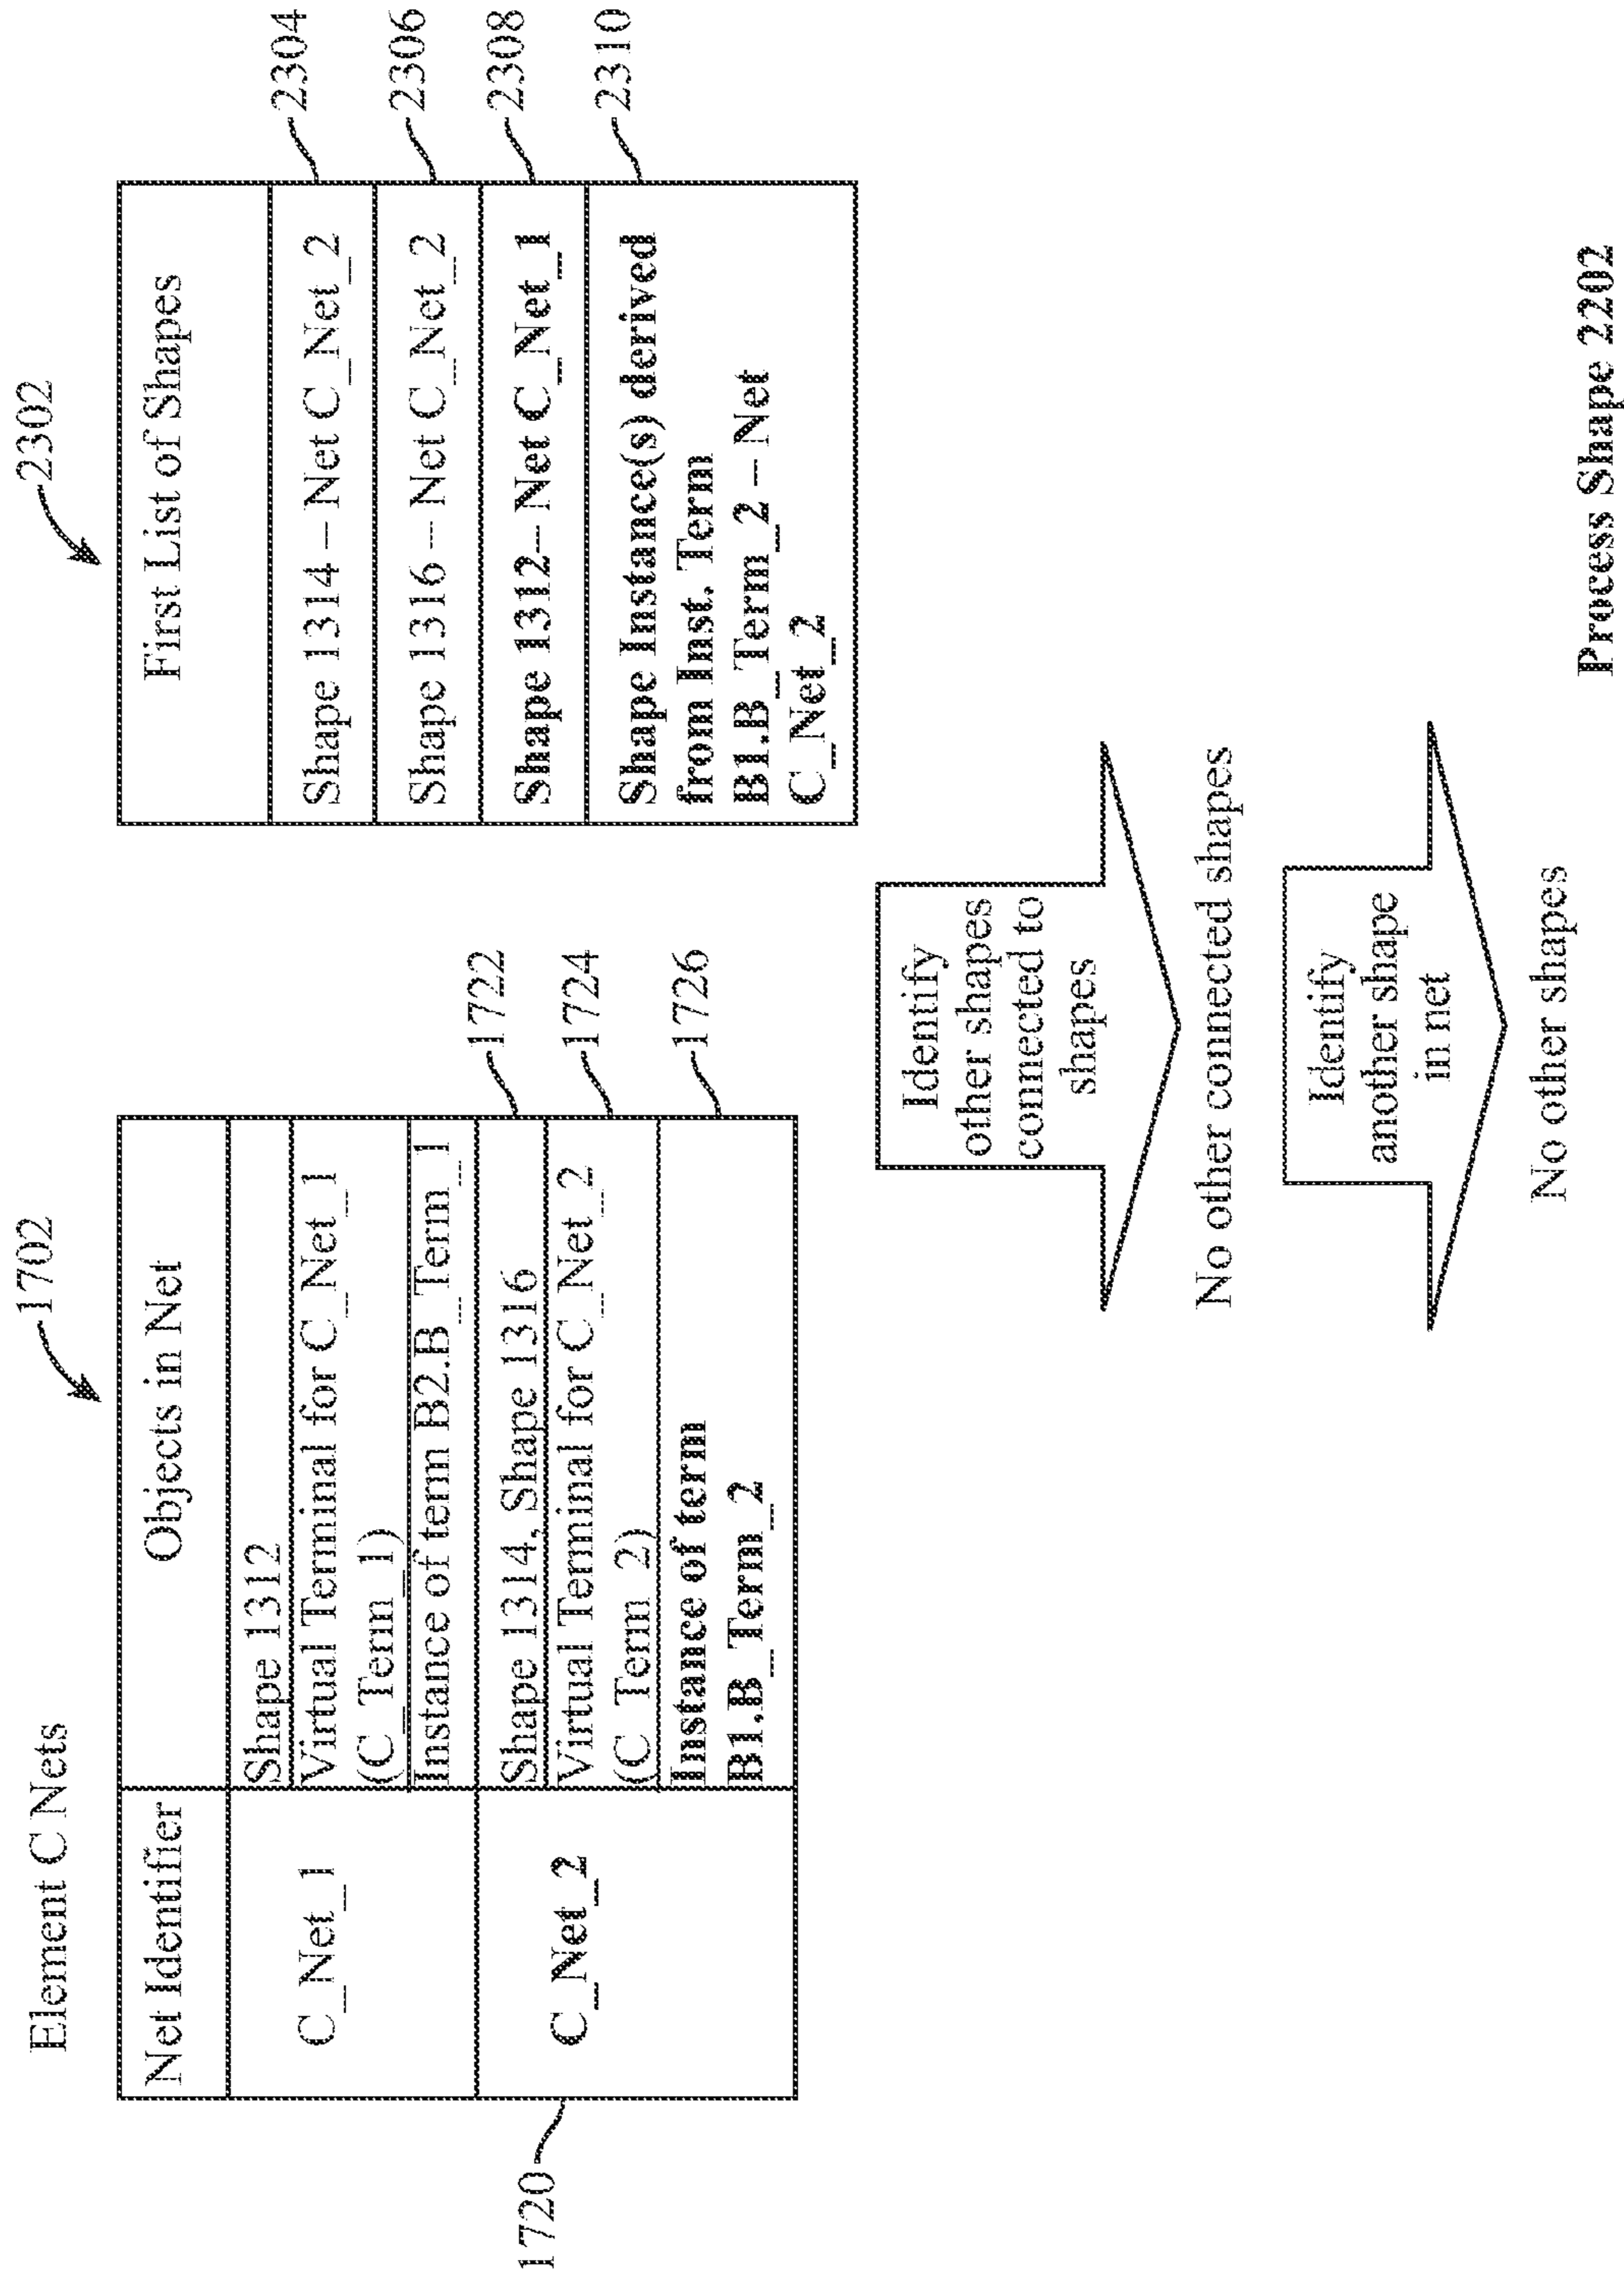 Element C Nets
1702
Net Identifier
Objects in Net
C_Net_1
Shape 1312
Virtual Terminal for C_Net_1
(C_Term_1)
Instance of term B2.B_Term_1
1720
C_Net_2
Shape 1314, Shape 1316
1722
Virtual Terminal for C_Net_2
(C_Term_2)
1724
Instance of term
B1.B_Term_2
1726
2302
First List of Shapes
Shape 1314 – Net C_Net_2
2304
Shape 1316 – Net C_Net_2
2306
Shape 1312– Net C_Net_1
2308
Shape Instance(s) derived
from Inst. Term
B1.B_Term_2 – Net
C_Net_2
2310
Identify
other shapes
connected to
shapes
No other connected shapes
Identify
another shape
in net
No other shapes
Process Shape 2202